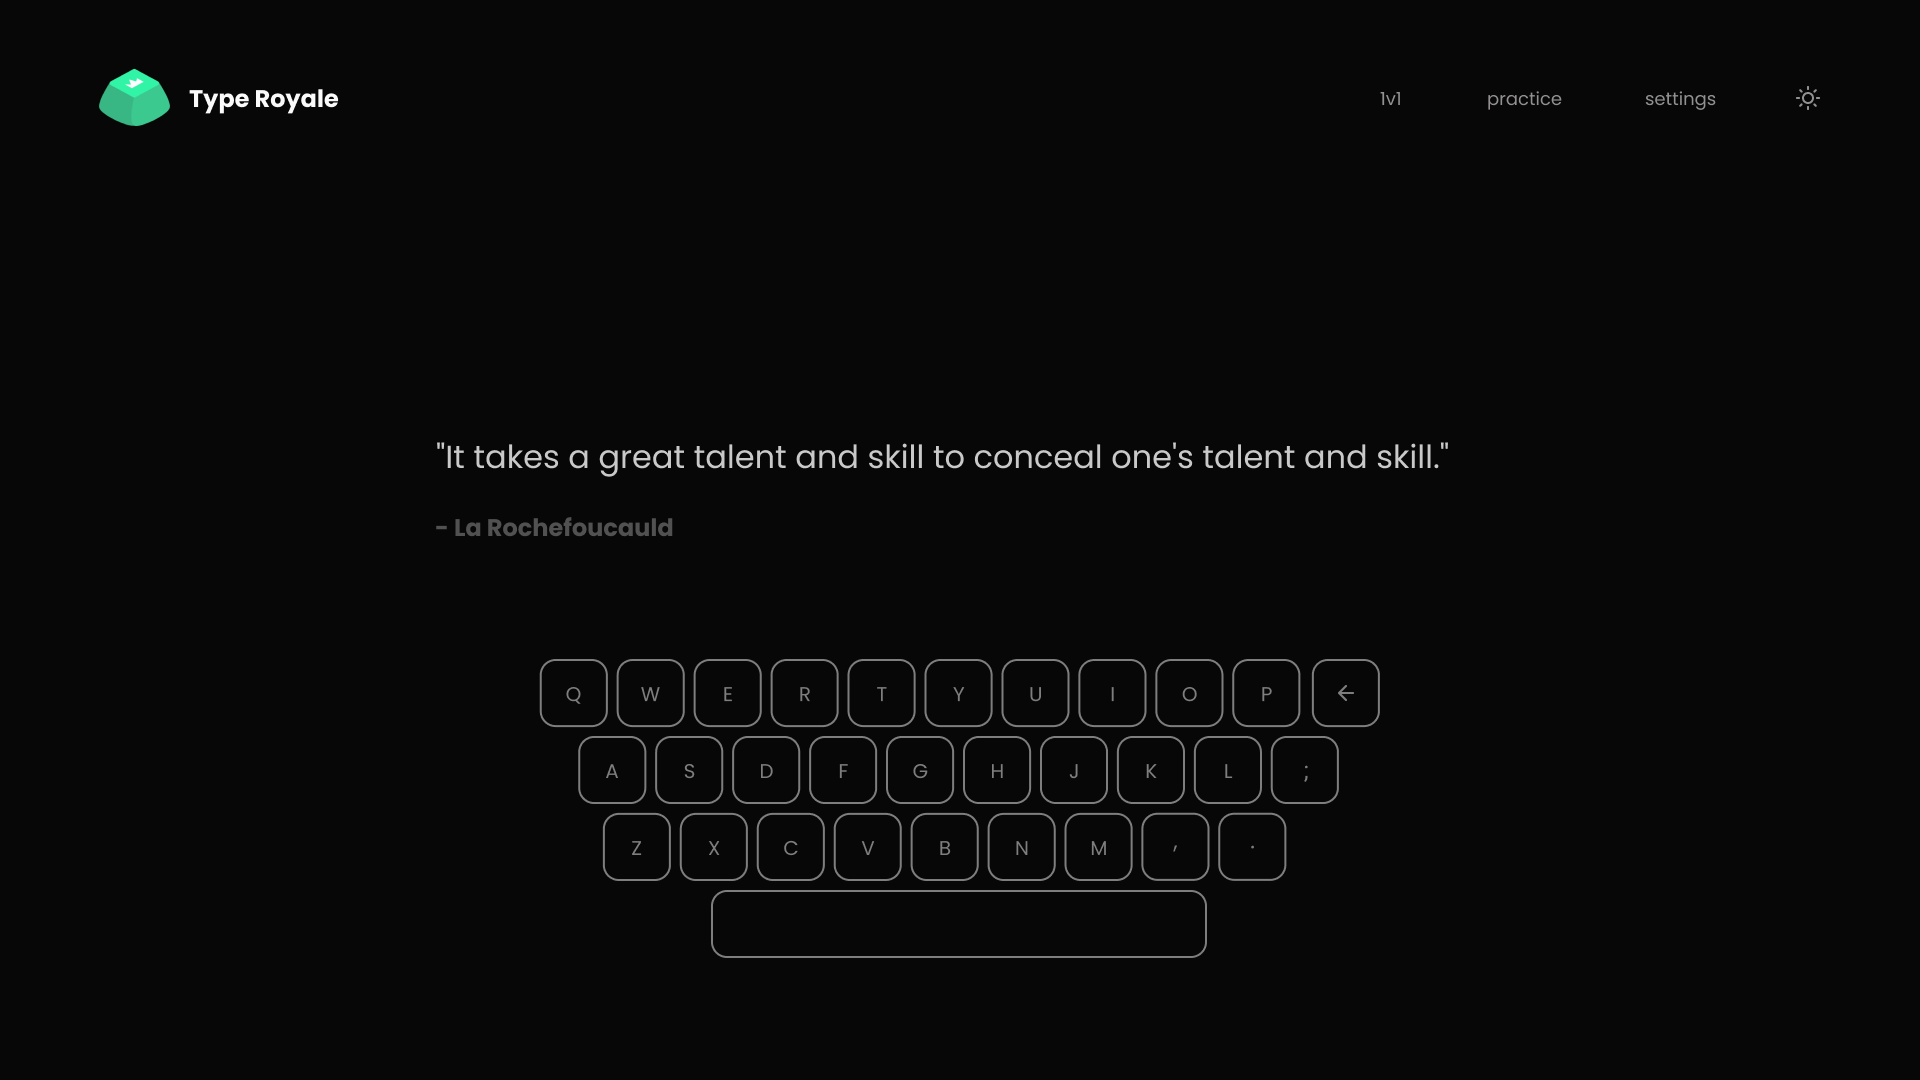 Type Royale
1v1 practice settings
"It takes a great talent and skill to conceal one's talent and skill."
- La Rochefoucauld
Q W E R T Y U I O P ←
A S D F G H J K L ;
Z X C V B N M , .